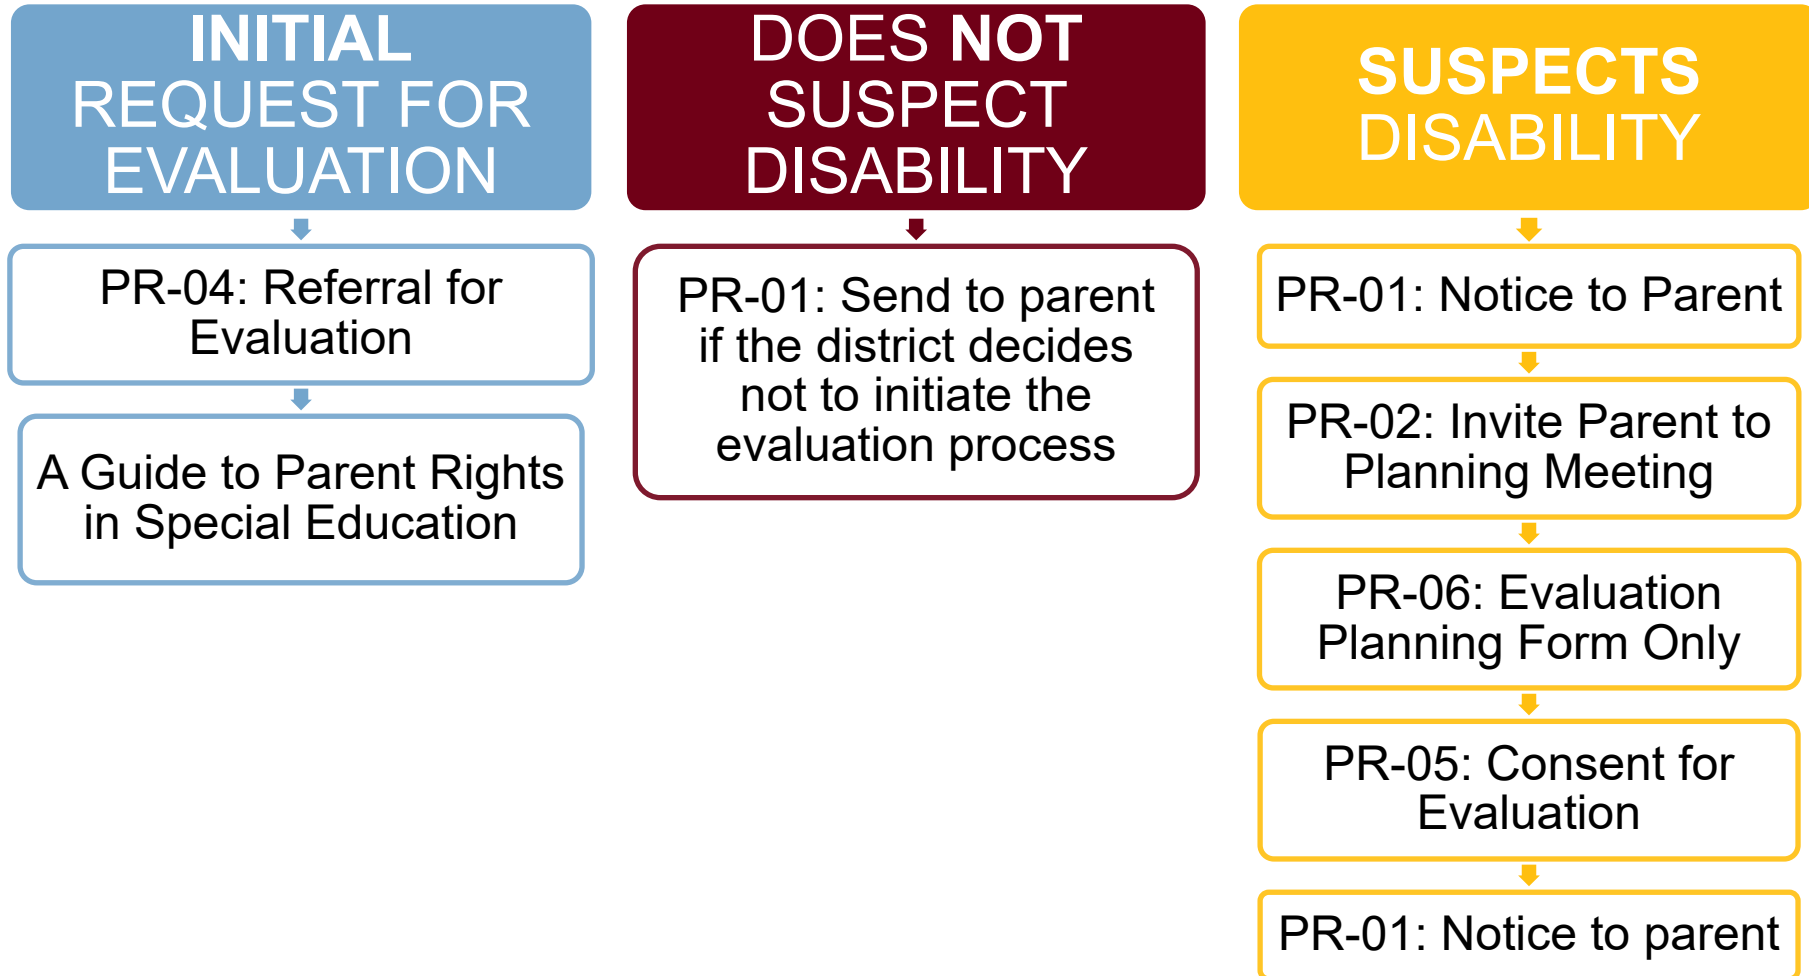 INITIAL
REQUEST FOR
EVALUATION
PR-04: Referral for
Evaluation
A Guide to Parent Rights
in Special Education
DOES NOT
SUSPECT
DISABILITY
PR-01: Send to parent
if the district decides
not to initiate the
evaluation process
SUSPECTS
DISABILITY
PR-01: Notice to Parent
PR-02: Invite Parent to
Planning Meeting
PR-06: Evaluation
Planning Form Only
PR-05: Consent for
Evaluation
PR-01: Notice to parent